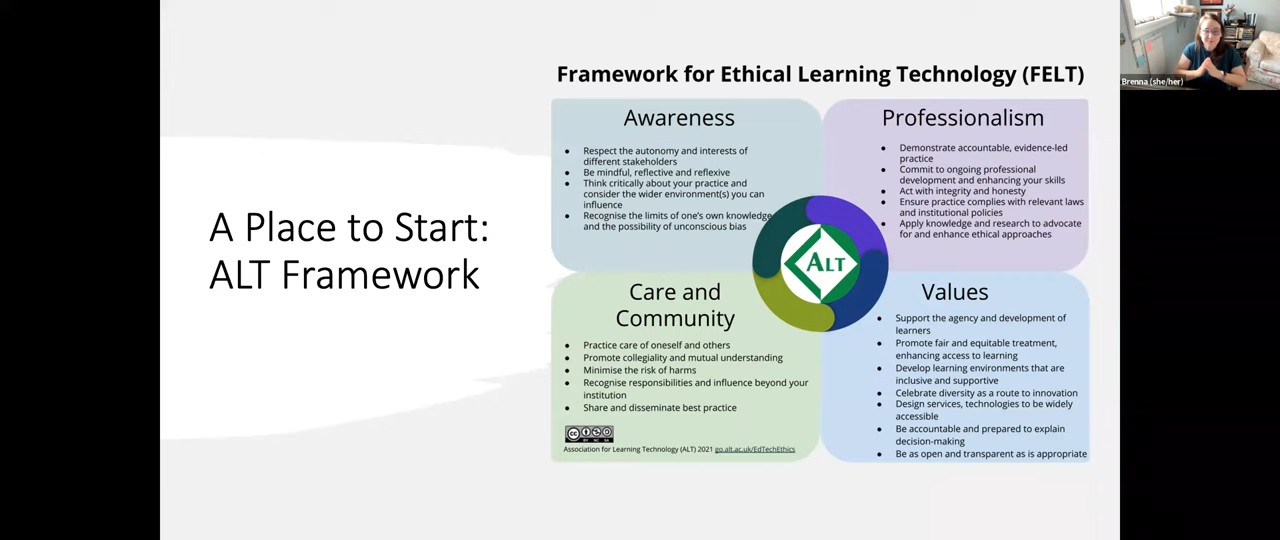 A Place to Start:
ALT Framework
Framework for Ethical Learning Technology (FELT)
Awareness
Respect the autonomy and interests of
different stakeholders
Be mindful, reflective and reflexive
Think critically about your practice and
consider the wider environment(s) you can
influence
Recognise the limits of one's own knowledge
and the possibility of unconscious bias
Professionalism
Demonstrate accountable, evidence-led
practice
Commit to ongoing professional
development and enhancing your skills
Act with integrity and honesty
Ensure practice complies with relevant laws
and institutional policies
Apply knowledge and research to advocate
for and enhance ethical approaches
ALT
Care and
Community
Practice care of oneself and others
Promote collegiality and mutual understanding
Minimise the risk of harms
Recognise responsibilities and influence beyond your
institution
Share and disseminate best practice
cc BY NC SA
Association for Learning Technology (ALT) 2021 go.alt.ac.uk/EdTechEthics
Values
Support the agency and development of
learners
Promote fair and equitable treatment,
enhancing access to learning
Develop learning environments that are
inclusive and supportive
Celebrate diversity as a route to innovation
Design services, technologies to be widely
accessible
Be accountable and prepared to explain
decision-making
Be as open and transparent as is appropriate
Brenna (she/her)